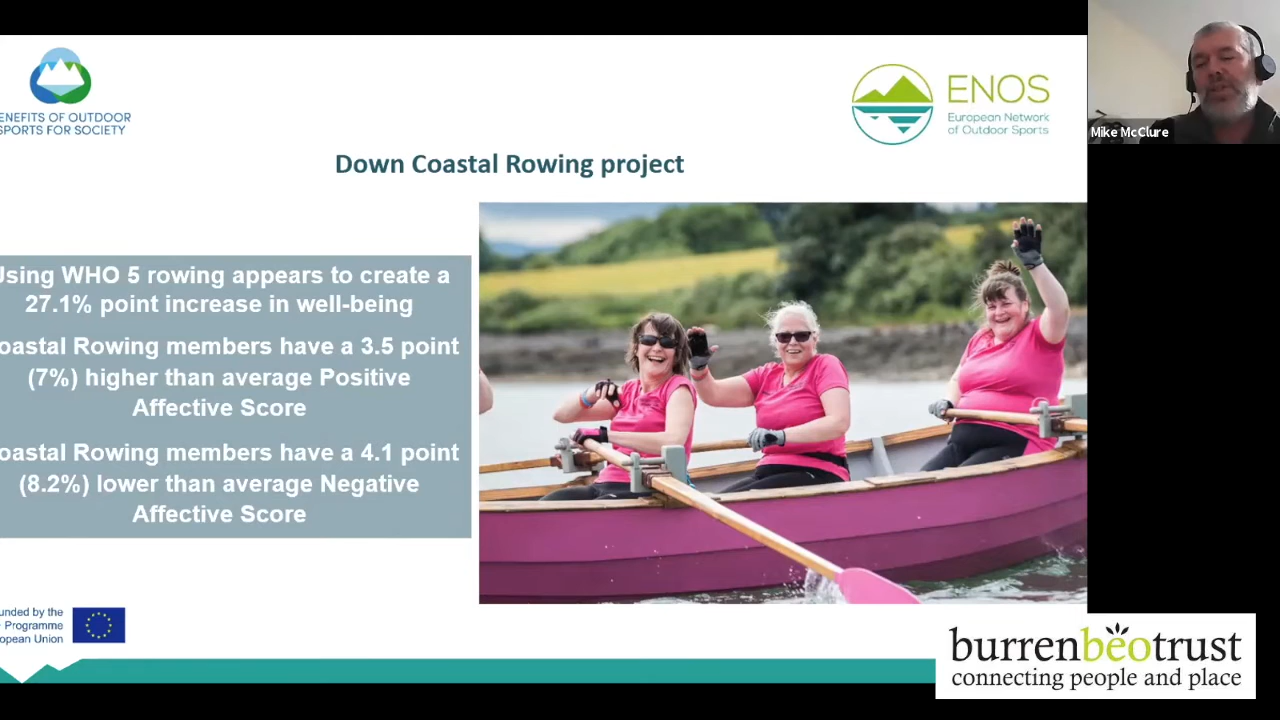 ENEFITS OF OUTDOOR
SPORTS FOR SOCIETY
ENOS
European Network
of Outdoor Sports
Mike McClure
Down Coastal Rowing project
Using WHO 5 rowing appears to create a
27.1% point increase in well-being
oastal Rowing members have a 3.5 point
(7%) higher than average Positive
Affective Score
oastal Rowing members have a 4.1 point
(8.2%) lower than average Negative
Affective Score
unded by the
+ Programme
ropean Union
burrenbeotrust
connecting people and place